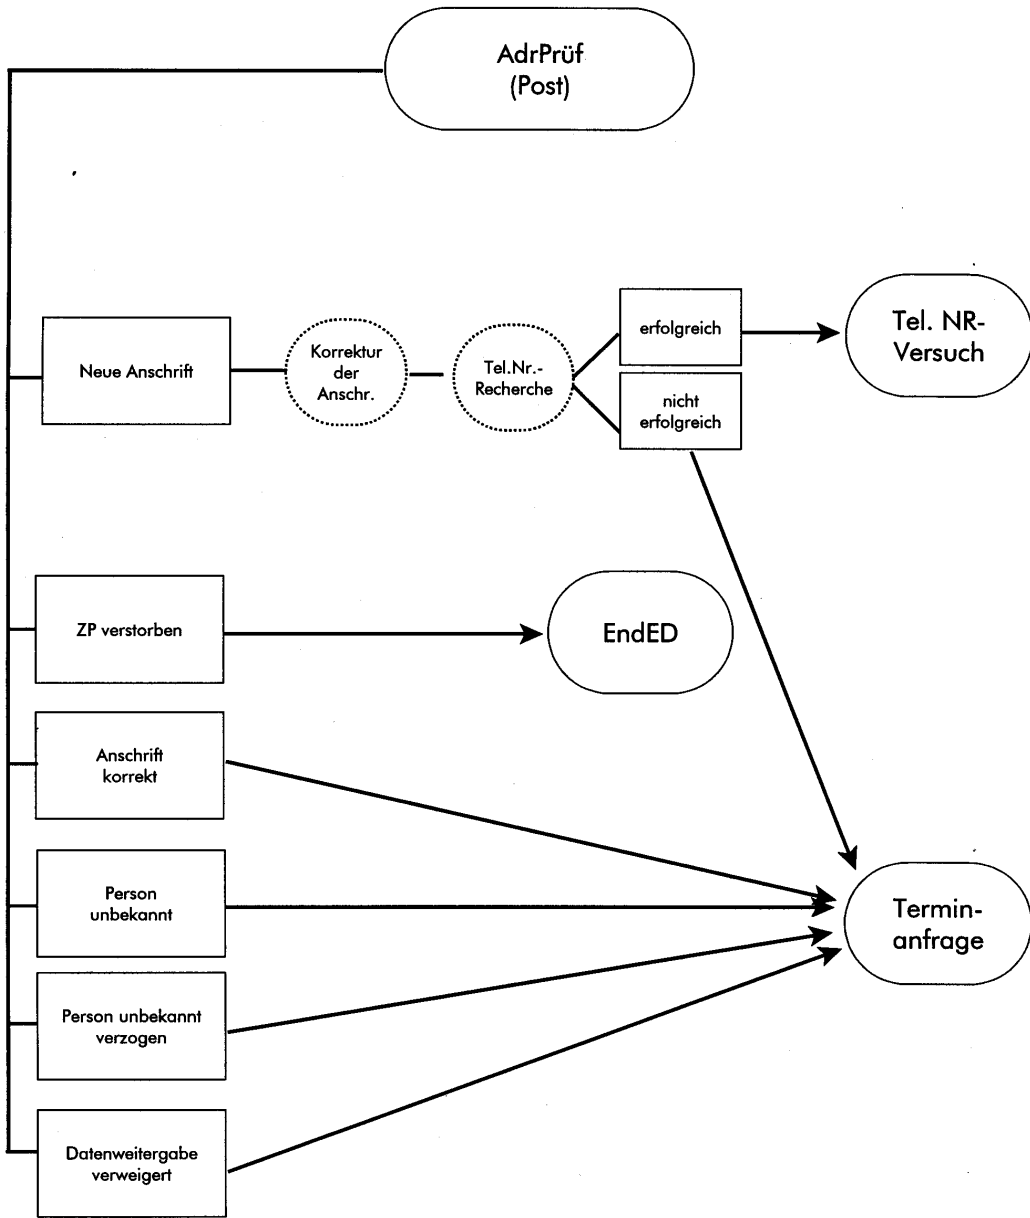 AdrPrüf
(Post)
Neue Anschrift
Korrektur
der
Anschr.
Tel.Nr.-
Recherche
erfolgreich
nicht
erfolgreich
Tel. NR-
Versuch
ZP verstorben
EndED
Anschrift
korrekt
Person
unbekannt
Termin-
anfrage
Person unbekannt
verzogen
Datenweitergabe
verweigert